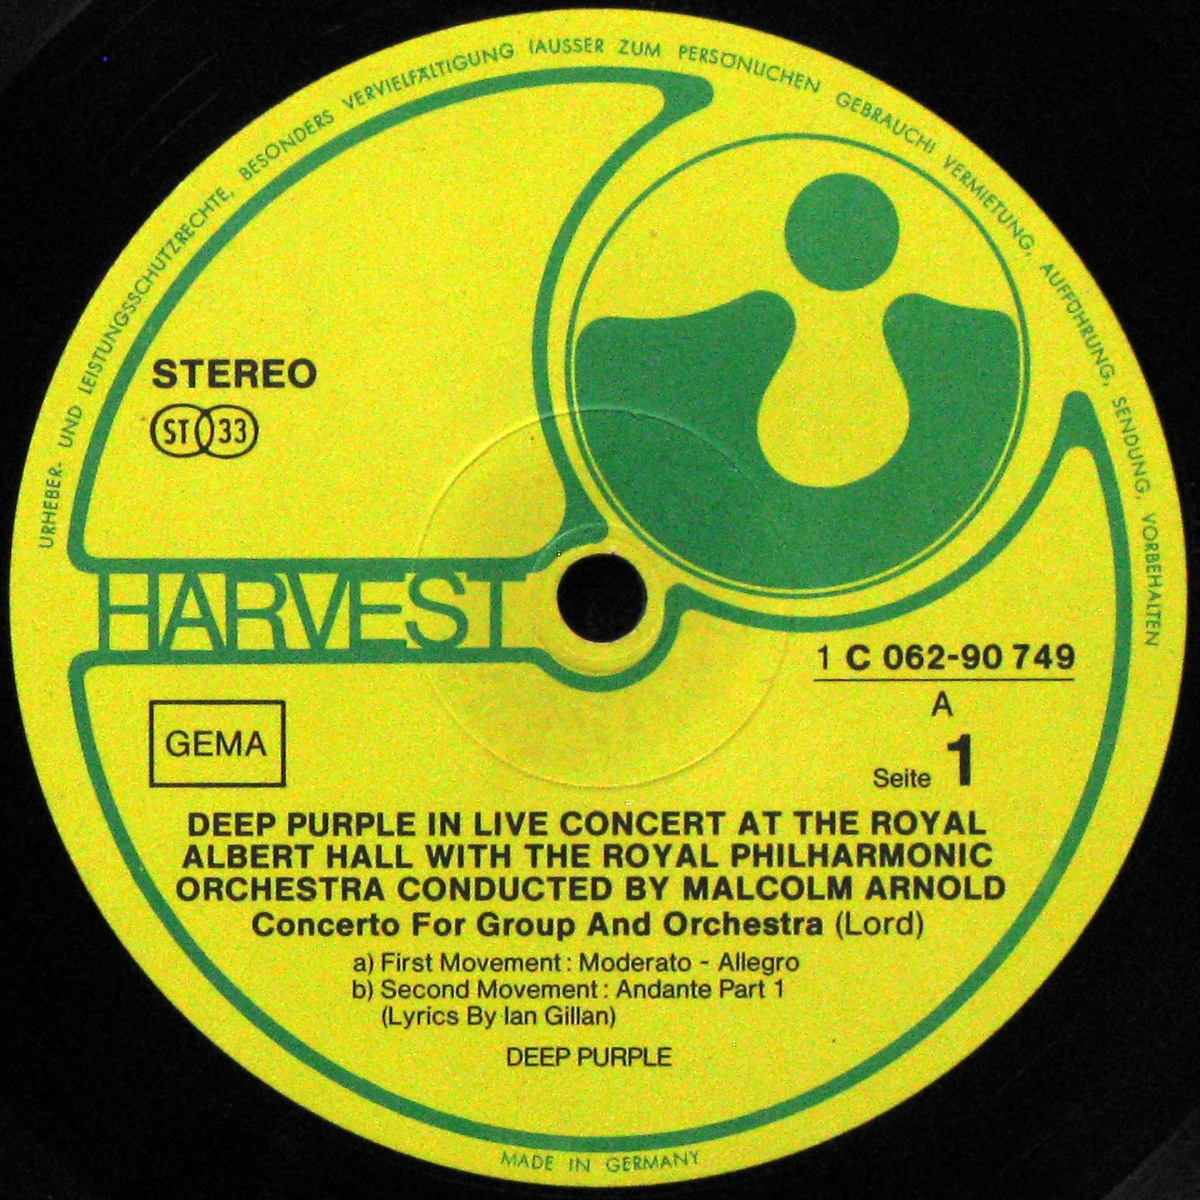 URHEBER- UND LEISTUNGSSCHUTZRECHTE, BESONDERS VERVIELFÄLTIGUNG (AUSSER ZUM PERSÖNLICHEN GEBRAUCH) VERMIETUNG, AUFFÜHRUNG, SENDUNG, VORBEHALTEN
STEREO
ST 33
HARVEST
1 C 062-90 749
A
Seite 1
GEMA
DEEP PURPLE IN LIVE CONCERT AT THE ROYAL
ALBERT HALL WITH THE ROYAL PHILHARMONIC
ORCHESTRA CONDUCTED BY MALCOLM ARNOLD
Concerto For Group And Orchestra (Lord)
a) First Movement: Moderato - Allegro
b) Second Movement: Andante Part 1
(Lyrics By Ian Gillan)
DEEP PURPLE
MADE IN GERMANY